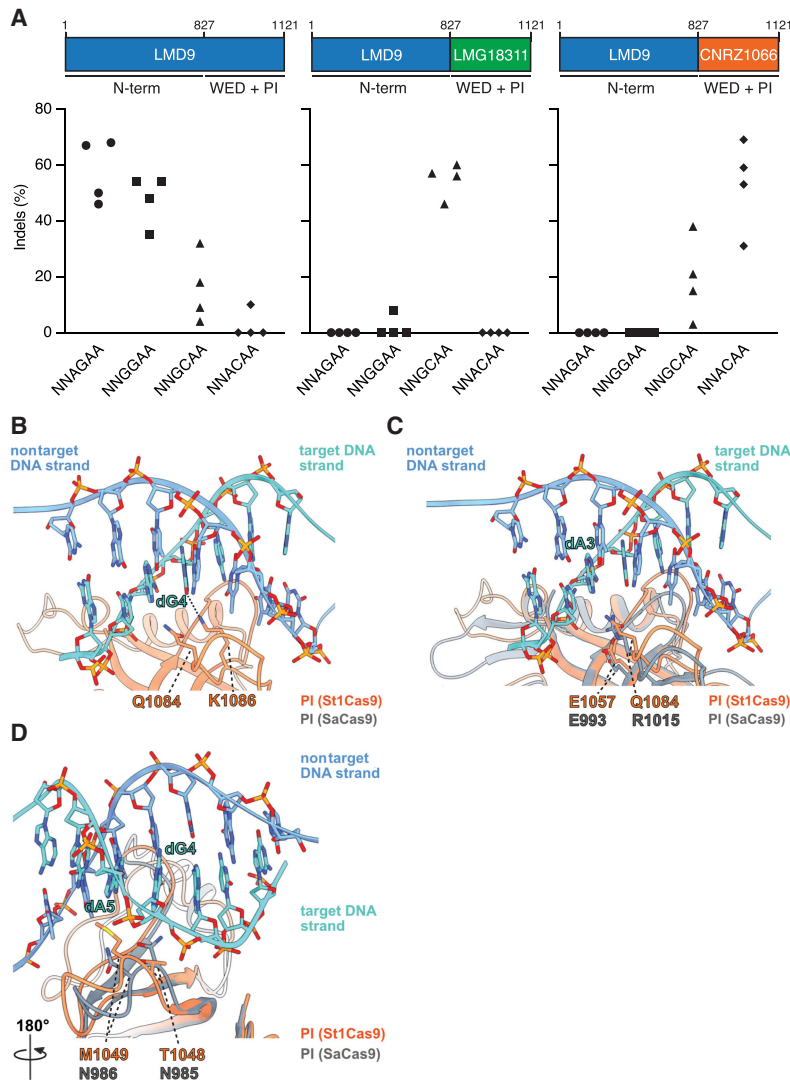 A
1 827 1121
LMD9
N-term WED + PI
1 827 1121
LMD9 LMG18311
N-term WED + PI
1 827 1121
LMD9 CNRZ1066
N-term WED + PI
Indels (%)
80
60
40
20
0
NNAGAA NNGGAA NNGCAA NNACAA
NNAGAA NNGGAA NNGCAA NNACAA
NNAGAA NNGGAA NNGCAA NNACAA
B
nontarget
DNA strand
target DNA
strand
dG4
Q1084 K1086
PI (St1Cas9)
PI (SaCas9)
C
nontarget
DNA strand
target DNA
strand
dA3
E1057 Q1084
E993 R1015
PI (St1Cas9)
PI (SaCas9)
D
nontarget
DNA strand
dG4
dA5
target DNA
strand
180°
M1049 T1048
N986 N985
PI (St1Cas9)
PI (SaCas9)